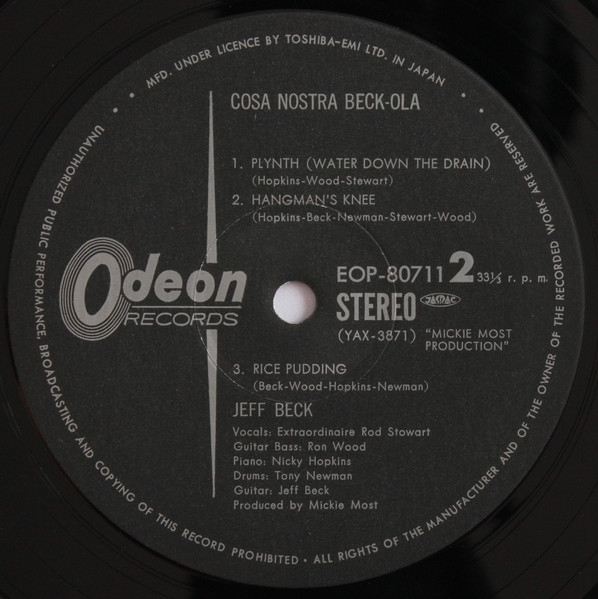 • MFD. UNDER LICENCE BY TOSHIBA-EMI LTD. IN JAPAN •
COSA NOSTRA BECK-OLA
1. PLYNTH (WATER DOWN THE DRAIN)
(Hopkins-Wood-Stewart)
2. HANGMAN'S KNEE
(Hopkins-Beck-Newman-Stewart-Wood)
Odeon
RECORDS
EOP-80711 2 33⅓ r. p. m.
STEREO JASRAC
(YAX-3871) "MICKIE MOST
PRODUCTION"
3. RICE PUDDING
(Beck-Wood-Hopkins-Newman)
JEFF BECK
Vocals: Extraordinaire Rod Stowart
Guitar Bass: Ron Wood
Piano: Nicky Hopkins
Drums: Tony Newman
Guitar: Jeff Beck
Produced by Mickie Most
• UNAUTHORIZED PUBLIC PERFORMANCE, BROADCASTING AND COPYING OF THIS RECORD PROHIBITED • ALL RIGHTS OF THE MANUFACTURER AND OF THE OWNER OF THE RECORDED WORK ARE RESERVED •